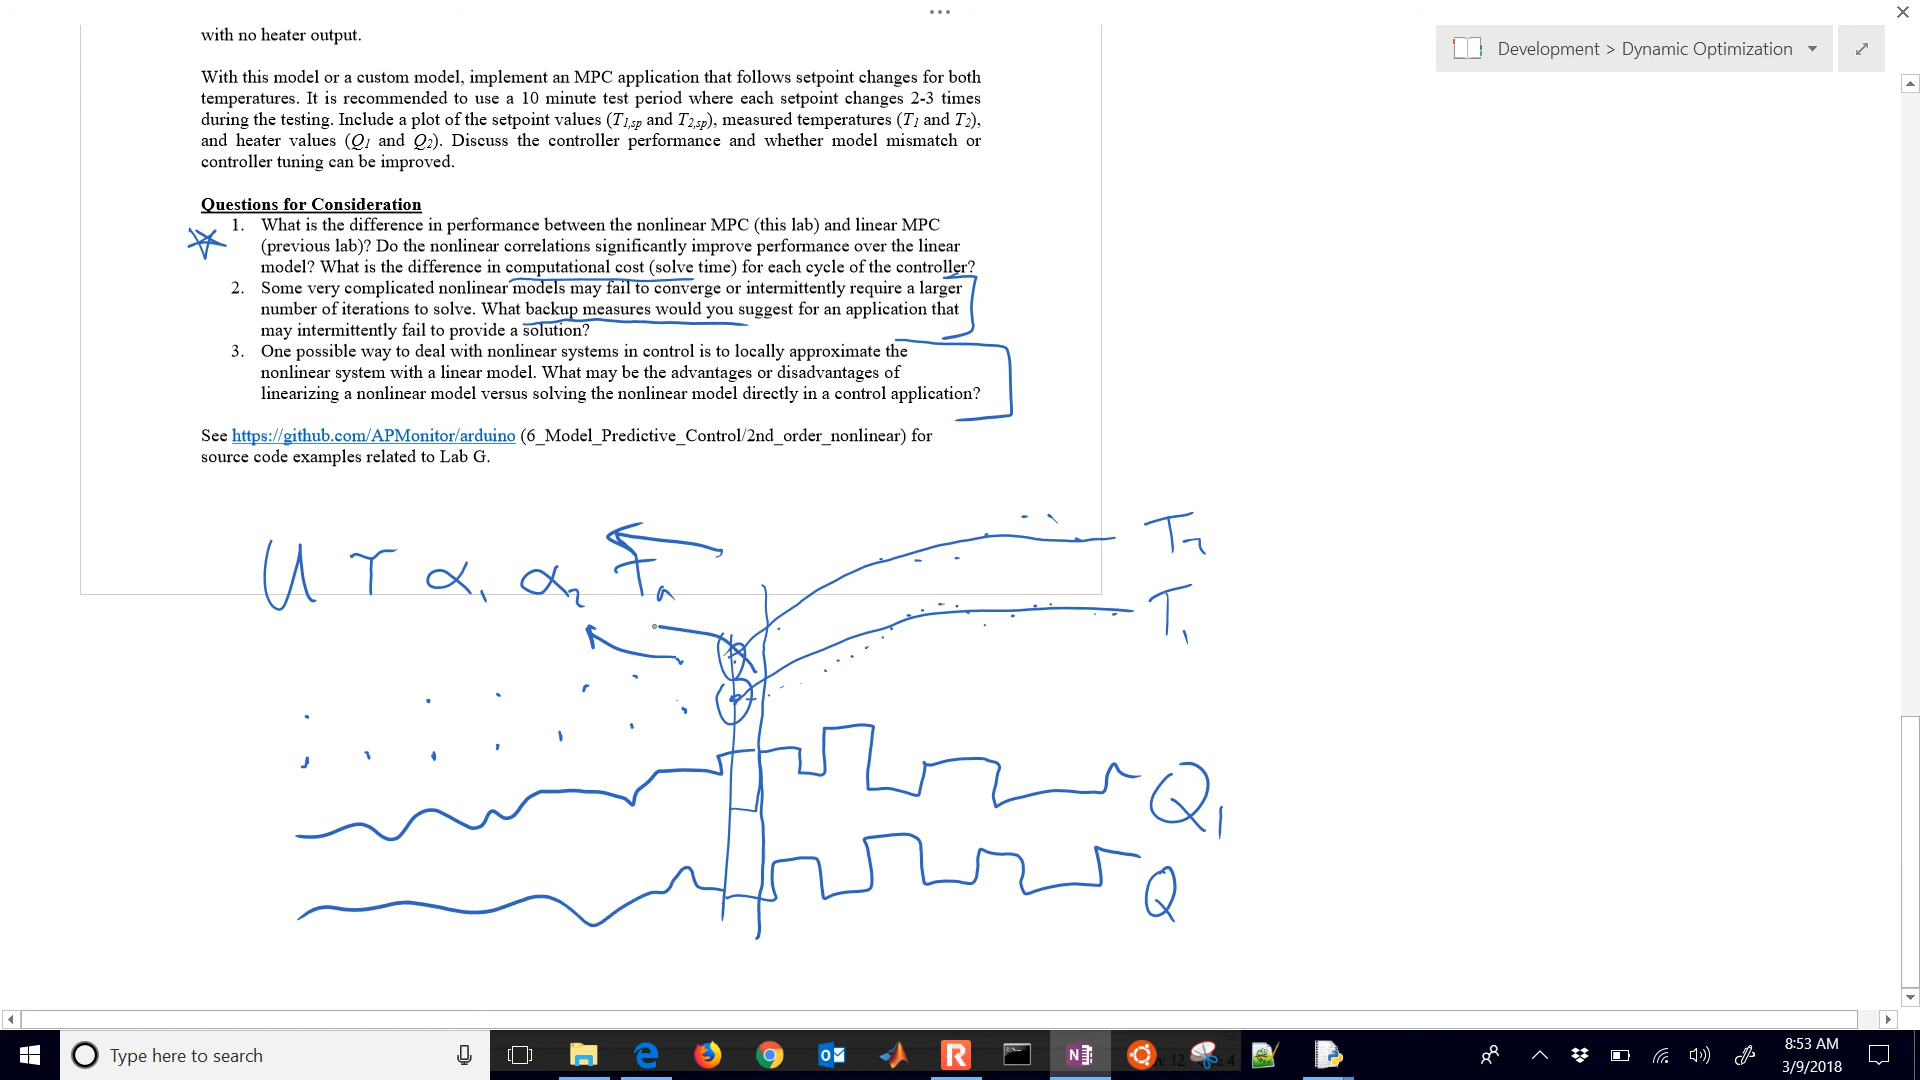 Development > Dynamic Optimization
with no heater output.
With this model or a custom model, implement an MPC application that follows setpoint changes for both
temperatures. It is recommended to use a 10 minute test period where each setpoint changes 2-3 times
during the testing. Include a plot of the setpoint values (T1,sp and T2,sp), measured temperatures (T1 and T2),
and heater values (Q1 and Q2). Discuss the controller performance and whether model mismatch or
controller tuning can be improved.
Questions for Consideration
1. What is the difference in performance between the nonlinear MPC (this lab) and linear MPC
(previous lab)? Do the nonlinear correlations significantly improve performance over the linear
model? What is the difference in computational cost (solve time) for each cycle of the controller?
2. Some very complicated nonlinear models may fail to converge or intermittently require a larger
number of iterations to solve. What backup measures would you suggest for an application that
may intermittently fail to provide a solution?
3. One possible way to deal with nonlinear systems in control is to locally approximate the
nonlinear system with a linear model. What may be the advantages or disadvantages of
linearizing a nonlinear model versus solving the nonlinear model directly in a control application?
See https://github.com/APMonitor/arduino (6_Model_Predictive_Control/2nd_order_nonlinear) for
source code examples related to Lab G.
T2
U τ α1 α2 Ta
T1
Q1
Q
Type here to search
8:53 AM
3/9/2018